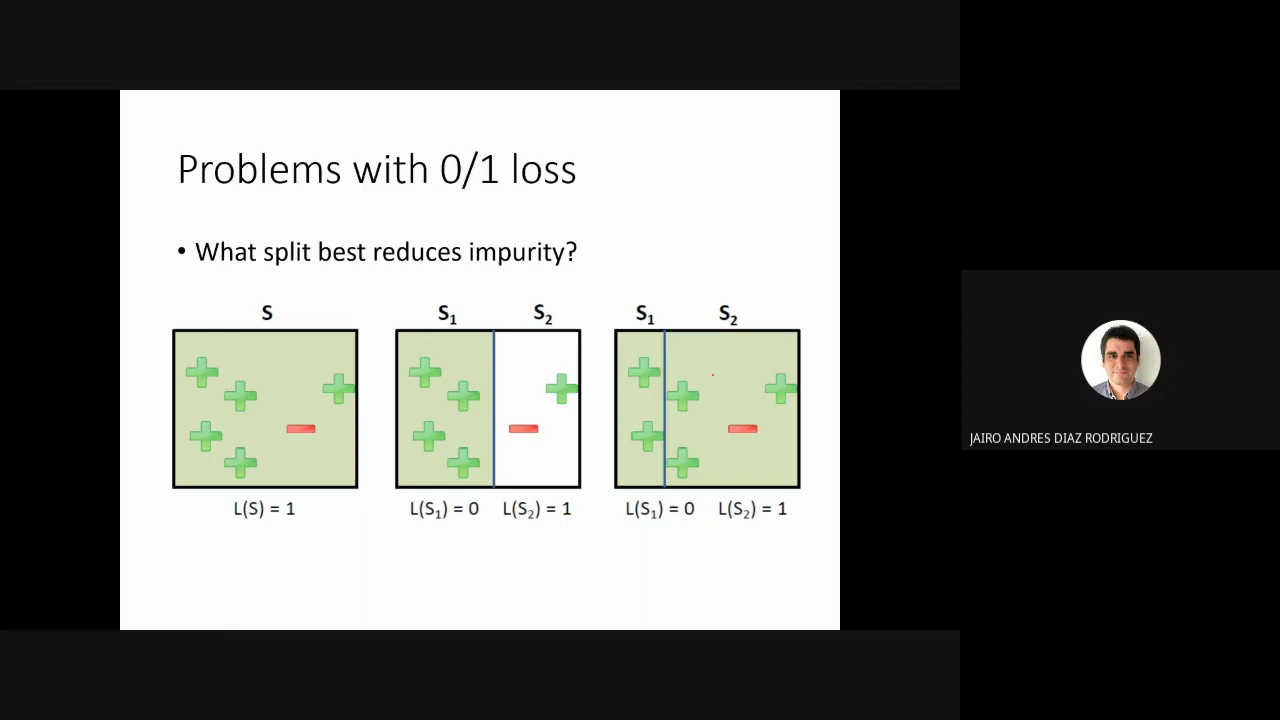 Problems with 0/1 loss
• What split best reduces impurity?
S
S₁ S₂
S₁ S₂
L(S) = 1
L(S₁) = 0 L(S₂) = 1
L(S₁) = 0 L(S₂) = 1
JAIRO ANDRES DIAZ RODRIGUEZ